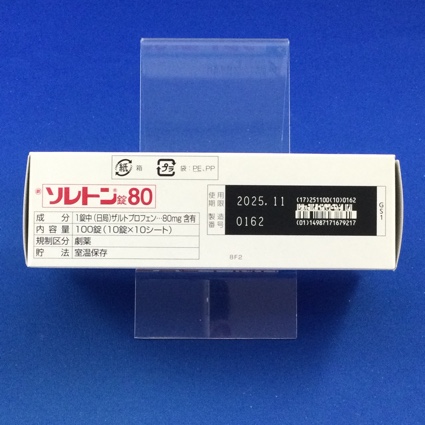 紙 箱 プラ 袋:PE,PP
ソレトン®錠80
成分 1錠中(日局)ザルトプロフェン…80mg 含有
内容量 100錠(10錠×10シート)
規制区分 劇薬
貯法 室温保存
使用期限 2025.11
製造番号 0162
(17)251100(10)0162
(01)14987171679217
GS1
BF2